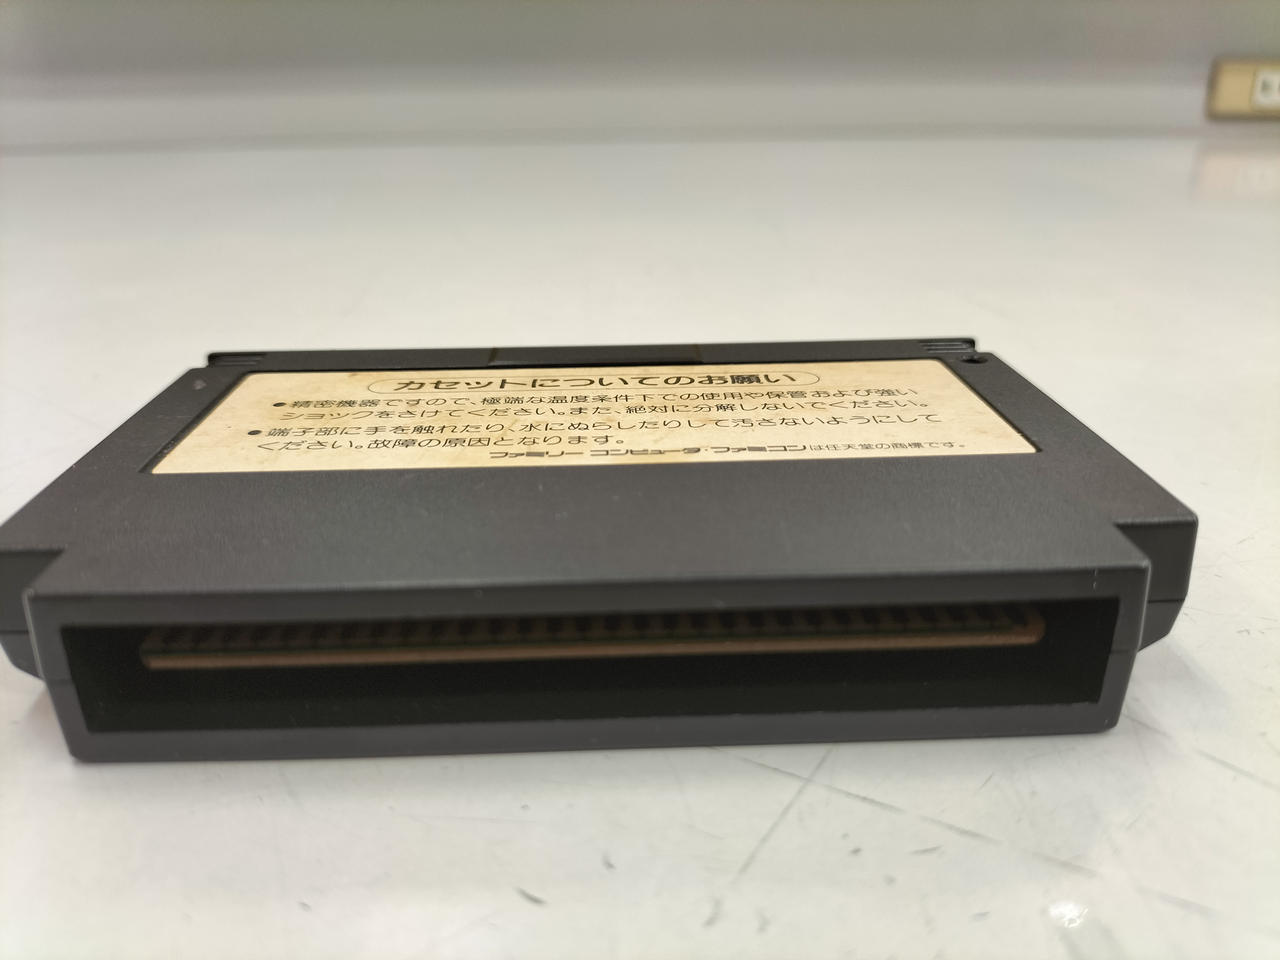 カセットについてのお願い
●精密機器ですので、極端な温度条件下での使用や保管および強い
ショックをさけてください。また、絶対に分解しないでください。
●端子部に手を触れたり、水にぬらしたりして汚さないようにして
ください。故障の原因となります。
ファミリー コンピュータ・ファミコンは任天堂の商標です。